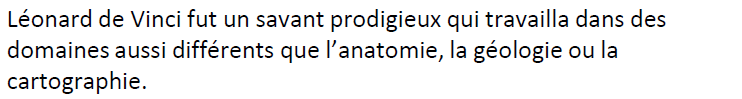 Léonard de Vinci fut un savant prodigieux qui travailla dans des
domaines aussi différents que l’anatomie, la géologie ou la
cartographie.